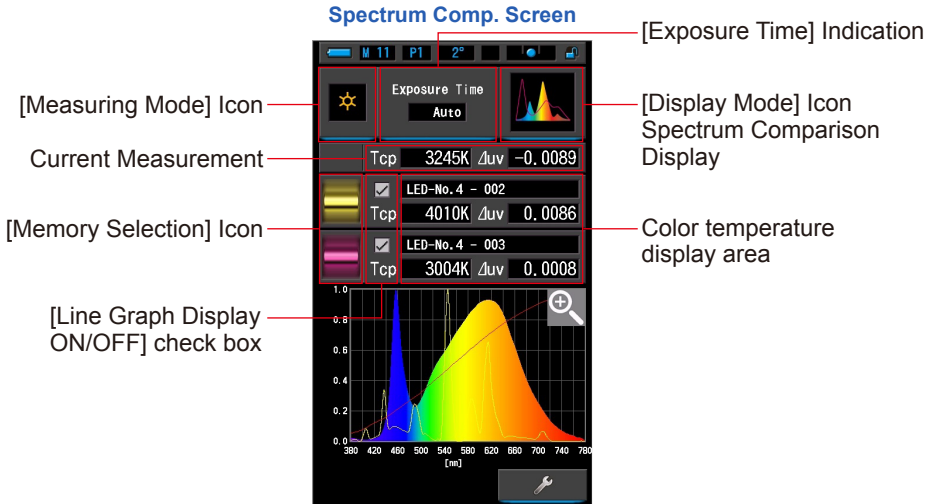 Spectrum Comp. Screen
[Exposure Time] Indication
M 11 P1 2°
[Measuring Mode] Icon
Exposure Time
Auto
[Display Mode] Icon
Spectrum Comparison
Display
Current Measurement
Tcp 3245K ⊿uv -0.0089
[Memory Selection] Icon
LED-No.4 - 002
Tcp 4010K ⊿uv 0.0086
LED-No.4 - 003
Tcp 3004K ⊿uv 0.0008
Color temperature
display area
[Line Graph Display
ON/OFF] check box
1.0
0.8
0.6
0.4
0.2
0.0
380 420 460 500 540 580 620 660 700 740 780
[nm]